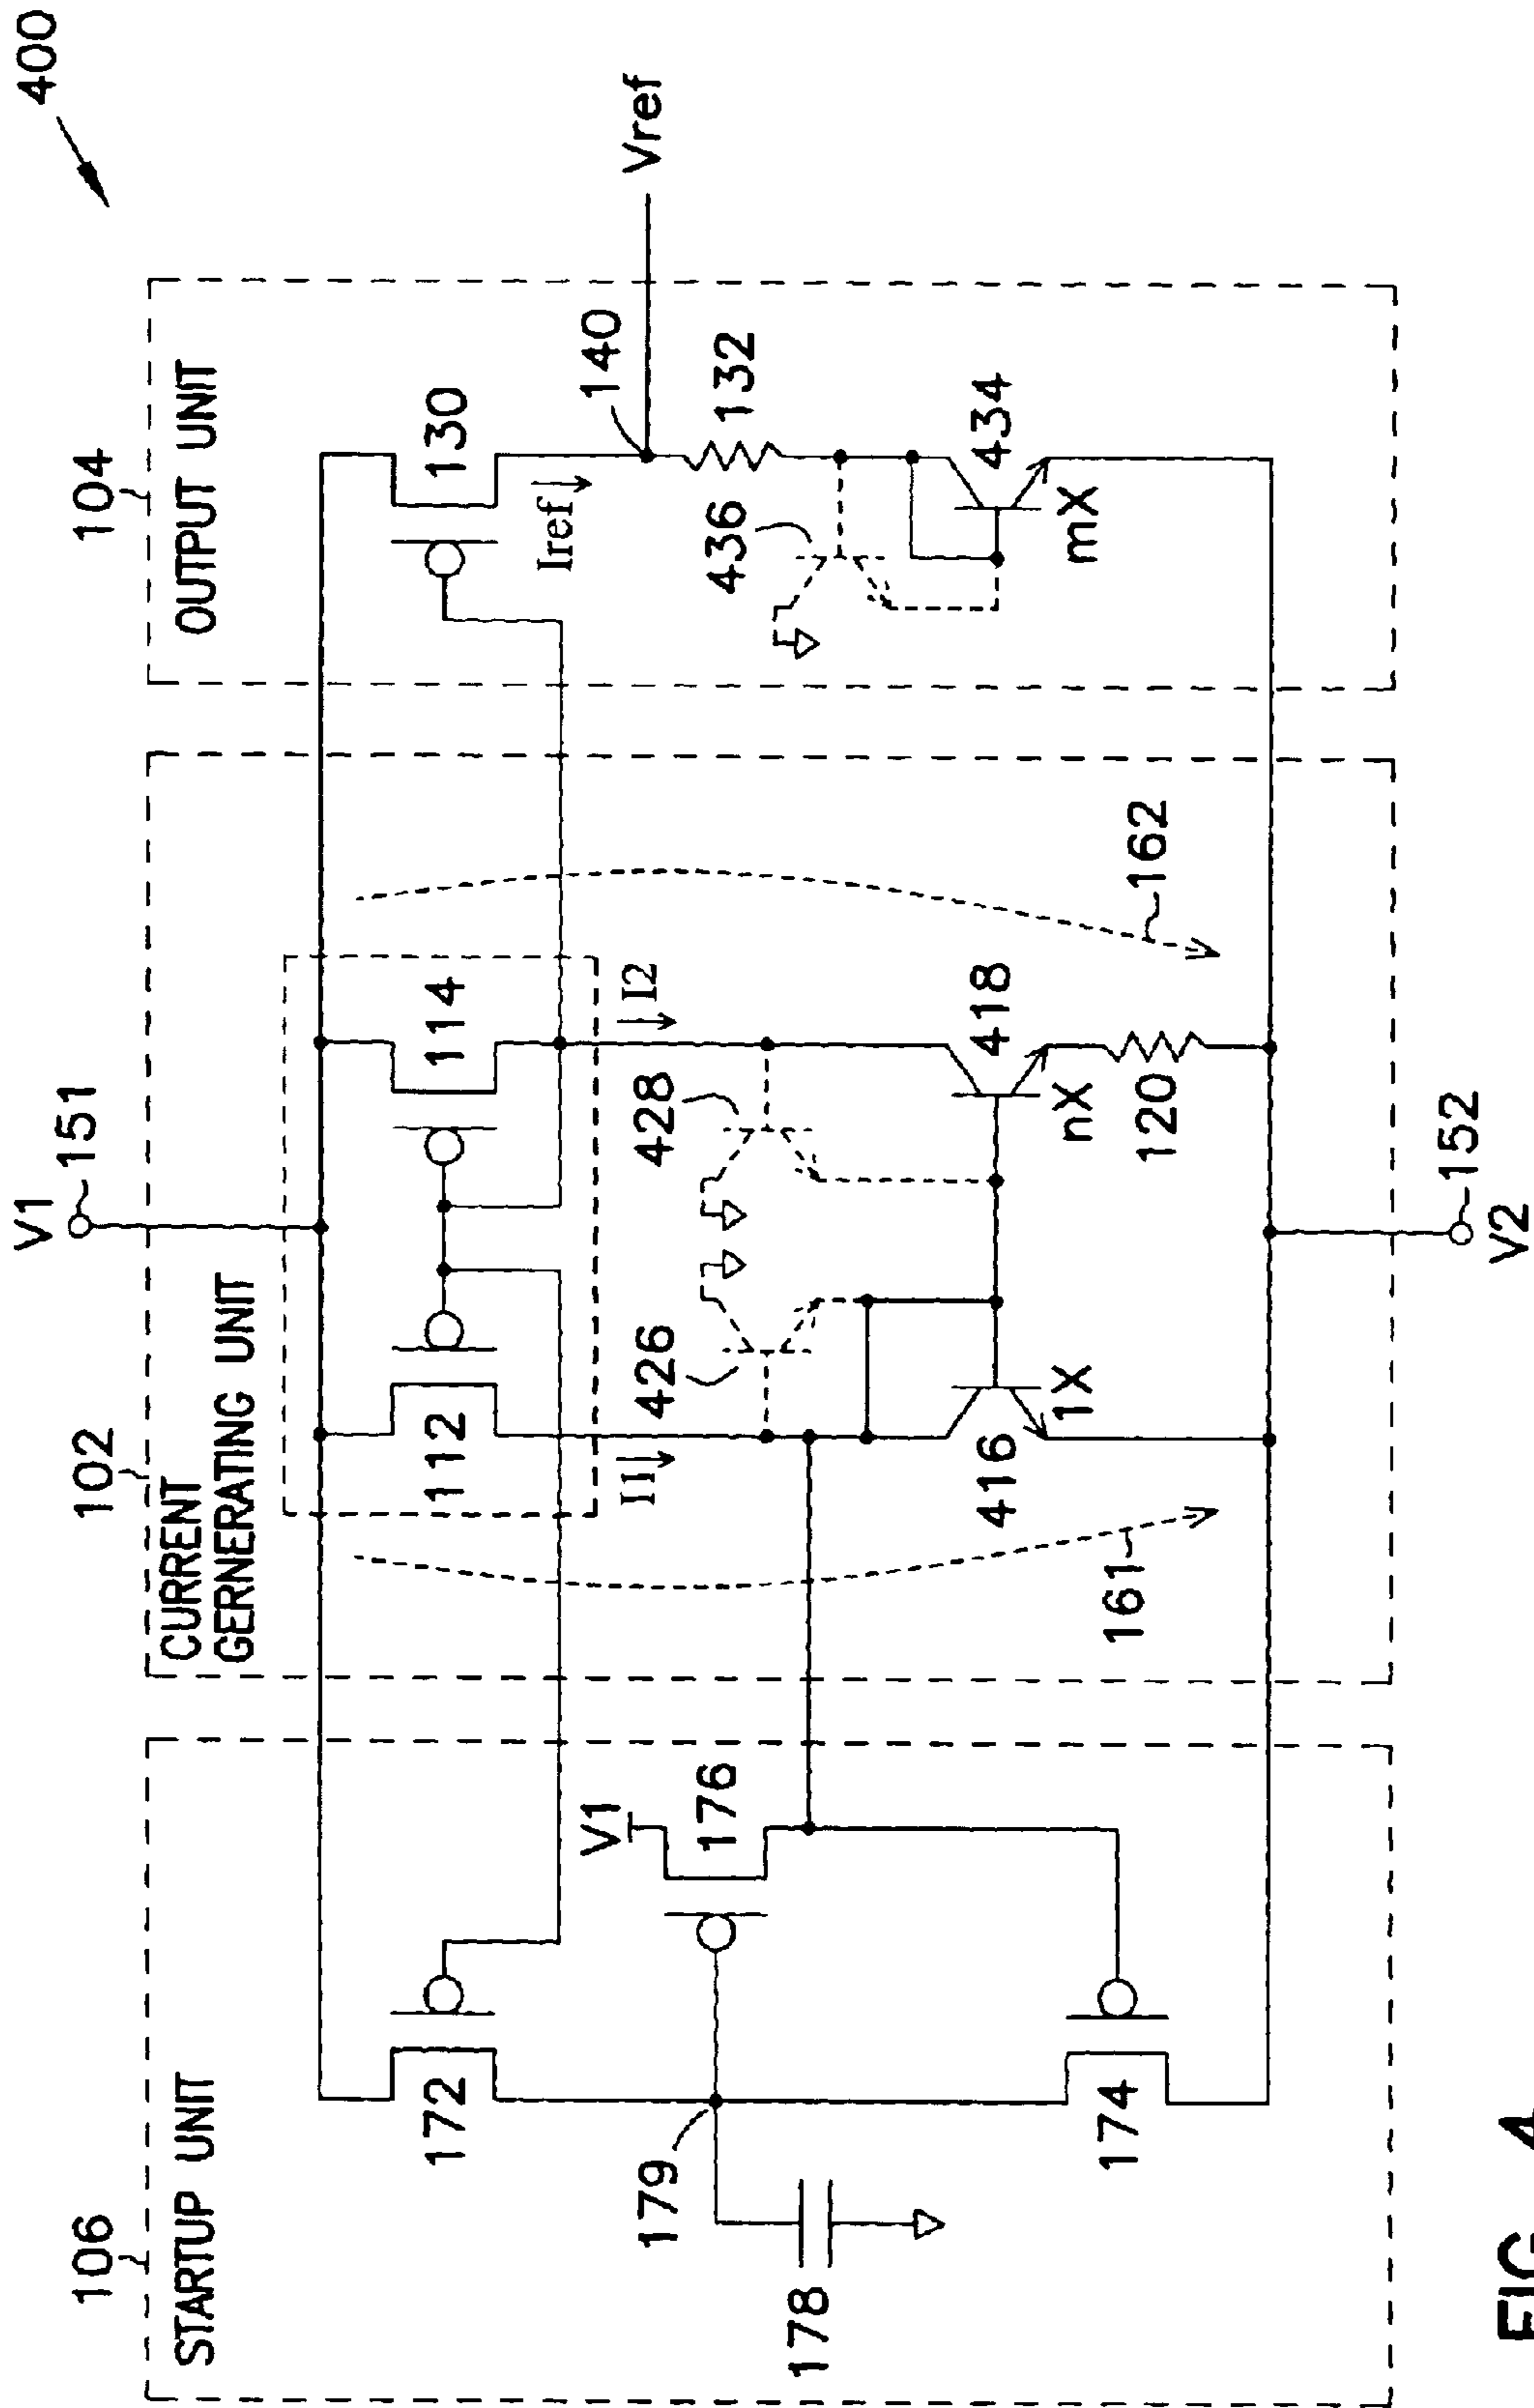 400
106
STARTUP UNIT
102
CURRENT
GERNERATING UNIT
V1
151
104
OUTPUT UNIT
172
112
114
130
I1
I2
Iref
140
Vref
V1
176
179
178
426
428
436
132
174
161
416
1X
418
nX
120
162
434
mX
V2
152
FIG. 4